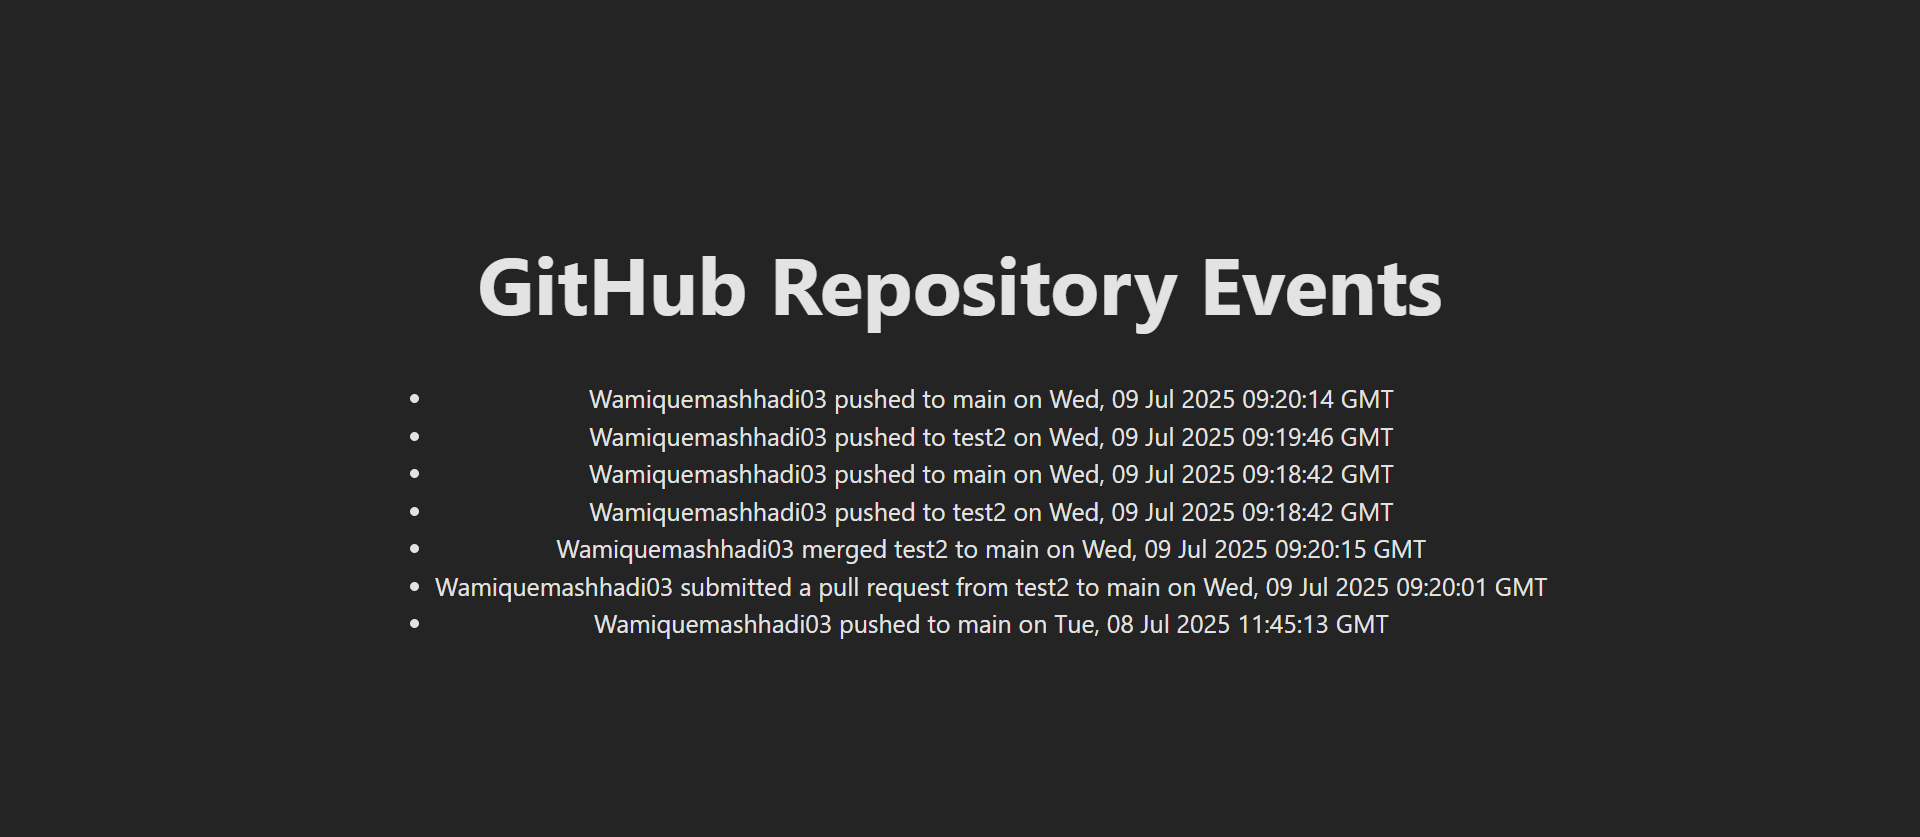 GitHub Repository Events
• Wamiquemashhadi03 pushed to main on Wed, 09 Jul 2025 09:20:14 GMT
• Wamiquemashhadi03 pushed to test2 on Wed, 09 Jul 2025 09:19:46 GMT
• Wamiquemashhadi03 pushed to main on Wed, 09 Jul 2025 09:18:42 GMT
• Wamiquemashhadi03 pushed to test2 on Wed, 09 Jul 2025 09:18:42 GMT
• Wamiquemashhadi03 merged test2 to main on Wed, 09 Jul 2025 09:20:15 GMT
• Wamiquemashhadi03 submitted a pull request from test2 to main on Wed, 09 Jul 2025 09:20:01 GMT
• Wamiquemashhadi03 pushed to main on Tue, 08 Jul 2025 11:45:13 GMT